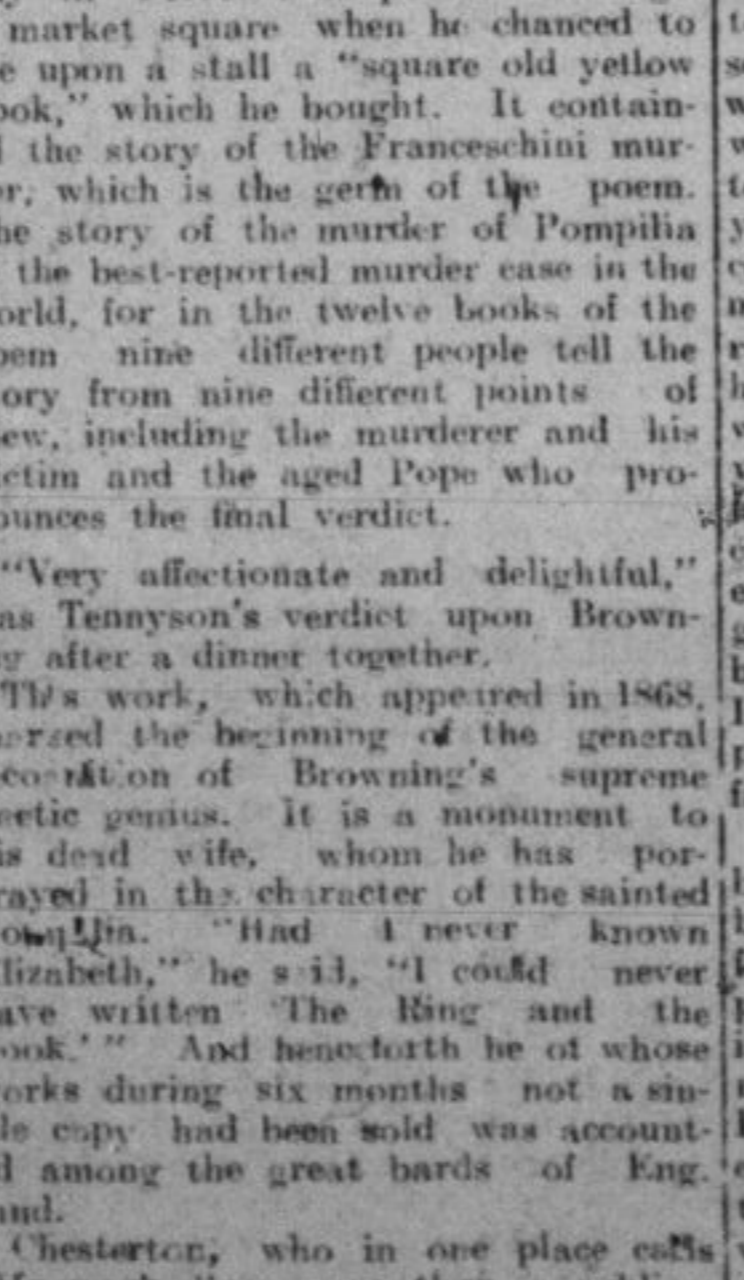 market square when he chanced to
e upon a stall a "square old yellow
ook," which he bought. It contain-
d the story of the Franceschini mur-
er, which is the germ of the poem.
he story of the murder of Pompilia
the best-reported murder case in the
orld, for in the twelve books of the
oem nine different people tell the
ory from nine different points of
ew, including the murderer and his
ctim and the aged Pope who pro-
ounces the final verdict.
"Very affectionate and delightful,"
as Tennyson's verdict upon Brown-
g after a dinner together.
This work, which appeared in 1868,
the beginning of the general
of Browning's supreme
etic genius. It is a monument to
is dead wife, whom he has por-
rayed in the character of the sainted
"Had I never known
lizabeth," he said, "I could never
ave written 'The Ring and the
ook.'" And henceforth he of whose
orks during six months not a sin-
le copy had been sold was account-
d among the great bards of Eng.
and.
Chesterton, who in one place calls